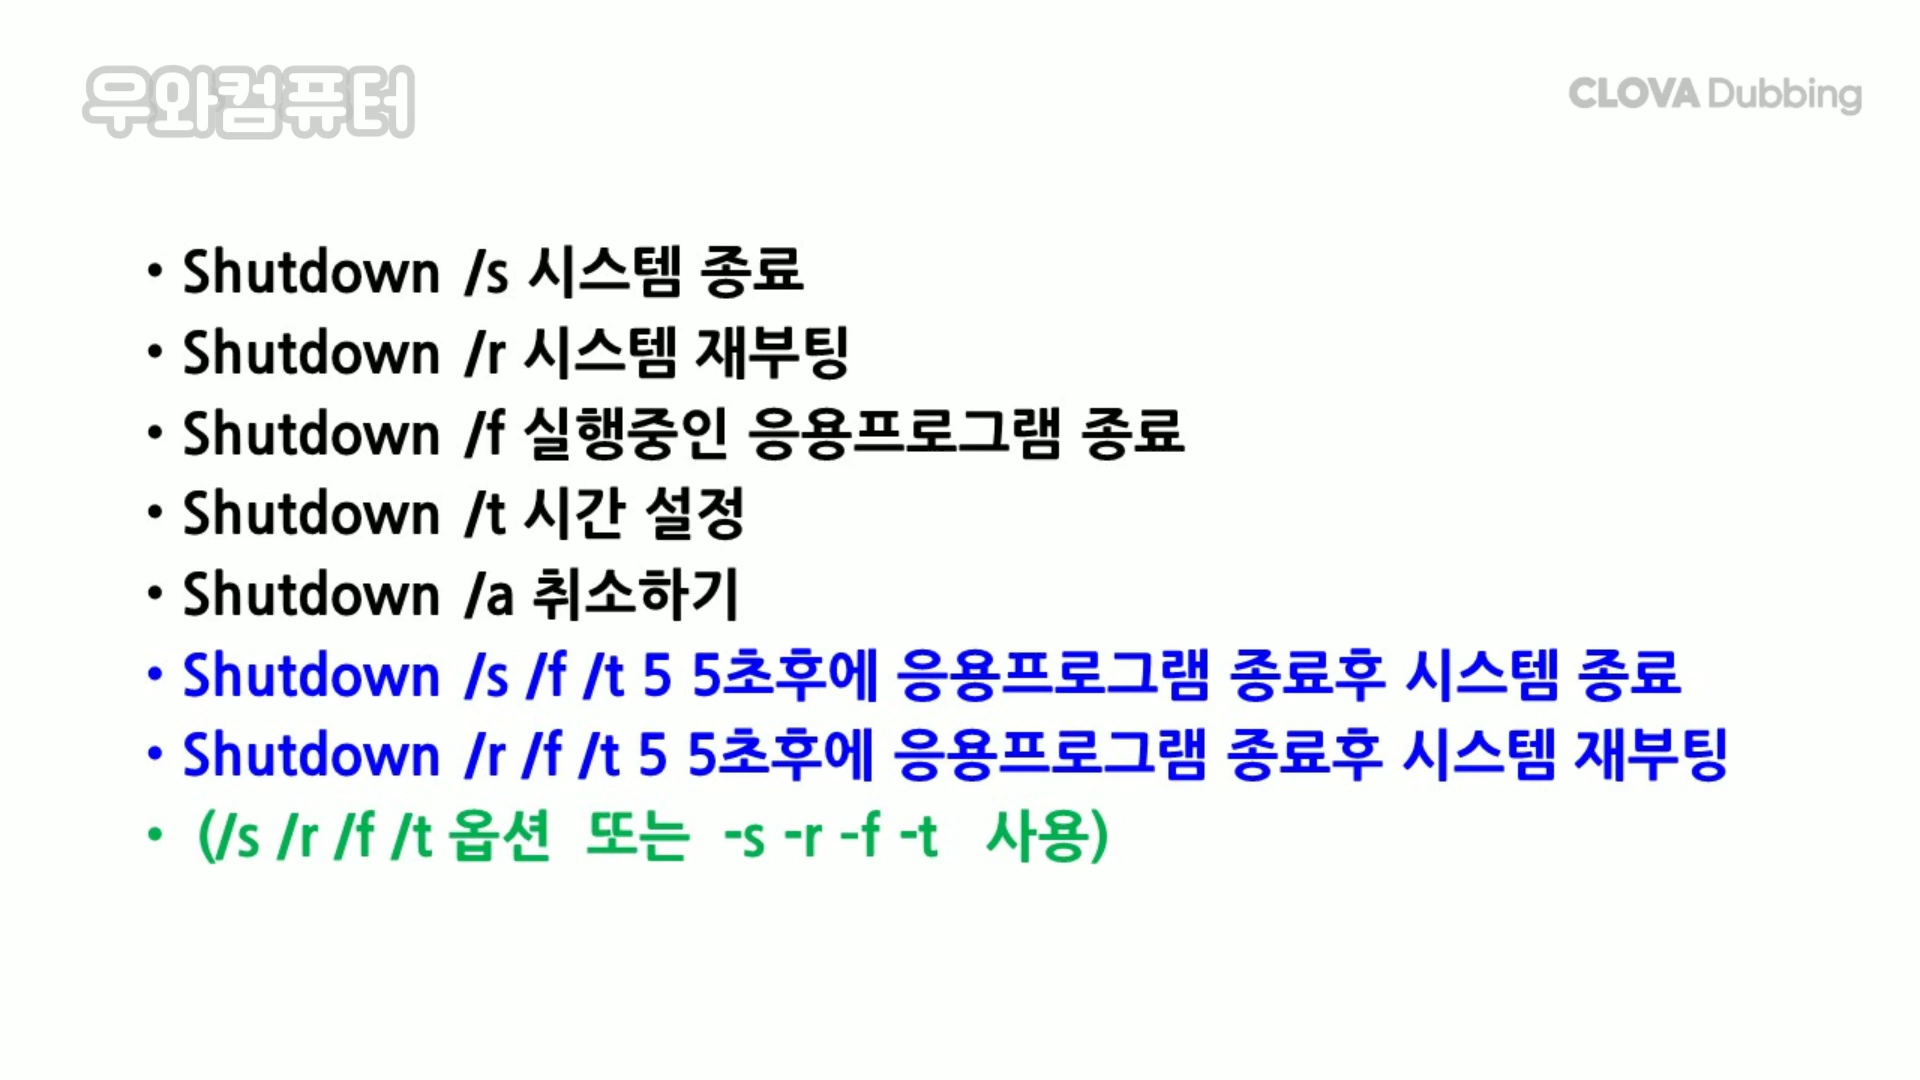 우와컴퓨터
CLOVA Dubbing
• Shutdown /s 시스템 종료
• Shutdown /r 시스템 재부팅
• Shutdown /f 실행중인 응용프로그램 종료
• Shutdown /t 시간 설정
• Shutdown /a 취소하기
• Shutdown /s /f /t 5 5초후에 응용프로그램 종료후 시스템 종료
• Shutdown /r /f /t 5 5초후에 응용프로그램 종료후 시스템 재부팅
• (/s /r /f /t 옵션 또는 -s -r -f -t 사용)